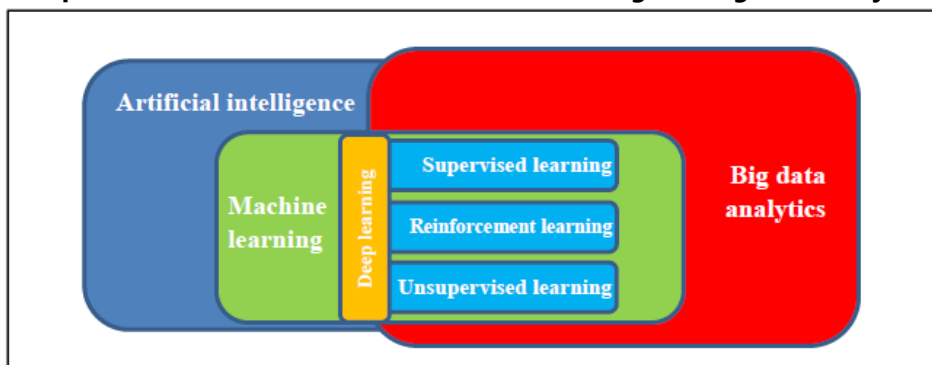 Artificial intelligence
Machine
learning
Deep learning
Supervised learning
Reinforcement learning
Unsupervised learning
Big data
analytics